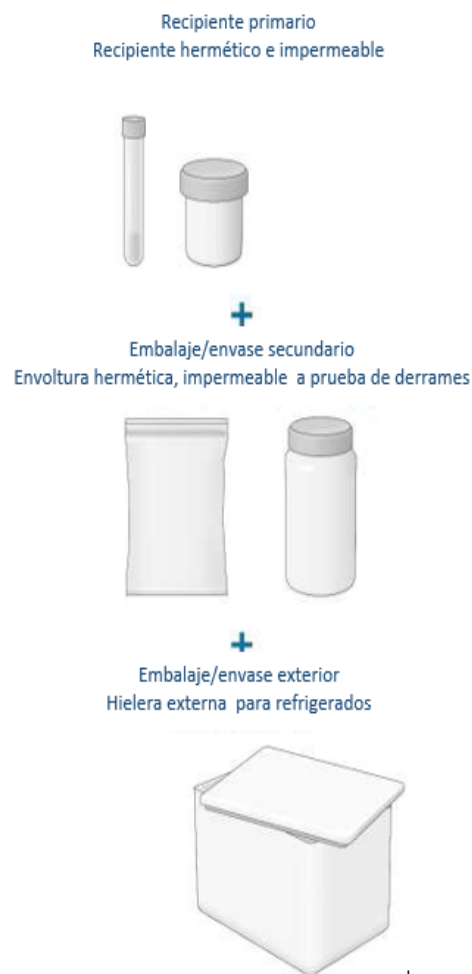 Recipiente primario
Recipiente hermético e impermeable
+
Embalaje/envase secundario
Envoltura hermética, impermeable a prueba de derrames
+
Embalaje/envase exterior
Hielera externa para refrigerados